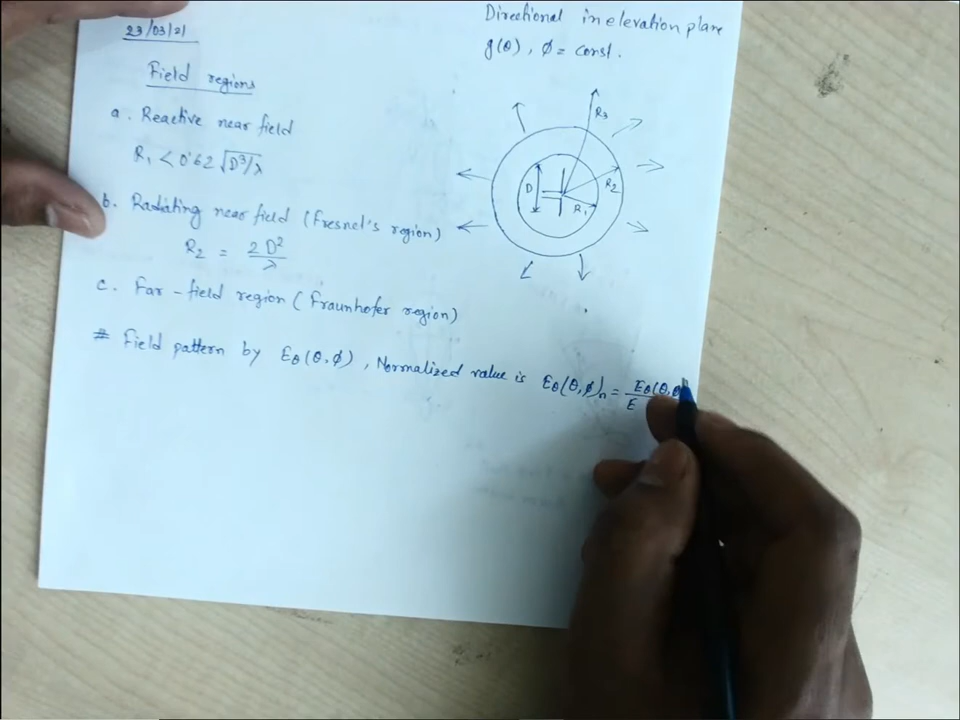 23/03/21
Directional in elevation plane
g(θ), ϕ = const.
Field regions
a. Reactive near field
R₁ < 0.62 √D³/λ
b. Radiating near field (Fresnel's region)
R₂ = 2D²/λ
c. Far-field region (Fraunhofer region)
R₃
R₂
D
R₁
# Field pattern by Eθ(θ,ϕ), Normalized value is Eθ(θ,ϕ)ₙ = Eθ(θ,ϕ / E